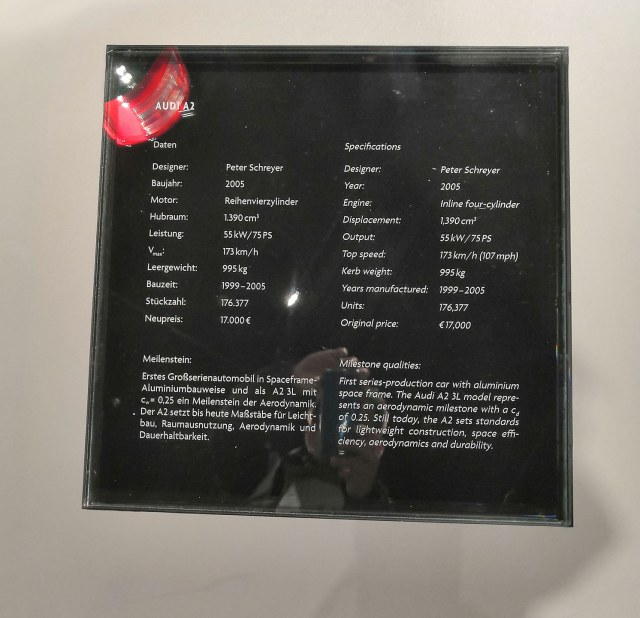 AUDI A2
Daten
Designer: Peter Schreyer
Baujahr: 2005
Motor: Reihenvierzylinder
Hubraum: 1.390 cm³
Leistung: 55 kW / 75 PS
Vmax: 173 km/h
Leergewicht: 995 kg
Bauzeit: 1999–2005
Stückzahl: 176.377
Neupreis: 17.000 €
Meilenstein:
Erstes Großserienautomobil in Spaceframe-
Aluminiumbauweise und als A2 3L mit
cw= 0,25 ein Meilenstein der Aerodynamik.
Der A2 setzt bis heute Maßstäbe für Leicht-
bau, Raumausnutzung, Aerodynamik und
Dauerhaltbarkeit.
Specifications
Designer: Peter Schreyer
Year: 2005
Engine: Inline four-cylinder
Displacement: 1,390 cm³
Output: 55 kW / 75 PS
Top speed: 173 km/h (107 mph)
Kerb weight: 995 kg
Years manufactured: 1999–2005
Units: 176,377
Original price: € 17,000
Milestone qualities:
First series-production car with aluminium
space frame. The Audi A2 3L model repre-
sents an aerodynamic milestone with a cd
of 0.25. Still today, the A2 sets standards
for lightweight construction, space effi-
ciency, aerodynamics and durability.